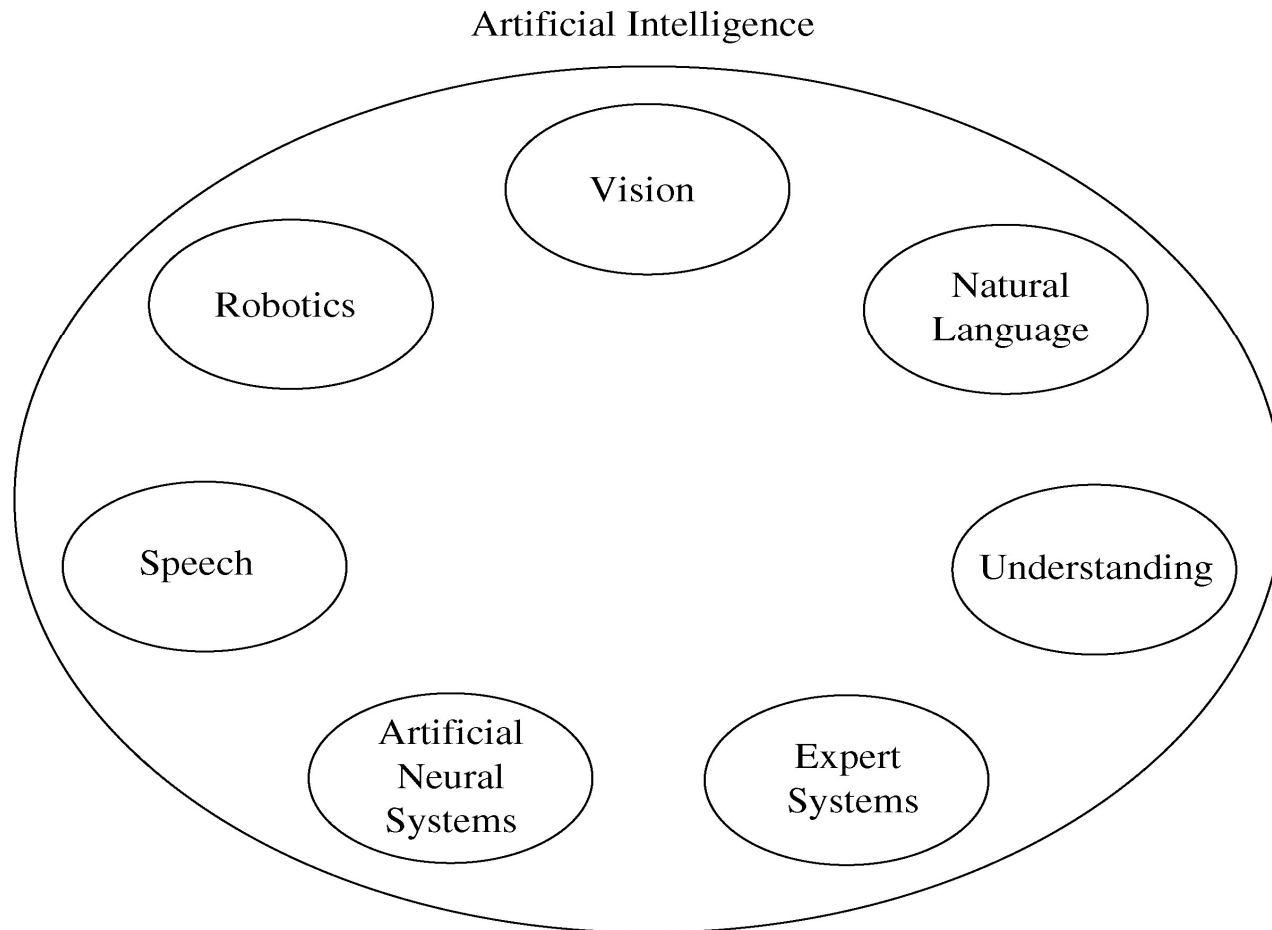 Artificial Intelligence
Vision
Robotics
Natural
Language
Speech
Understanding
Artificial
Neural
Systems
Expert
Systems